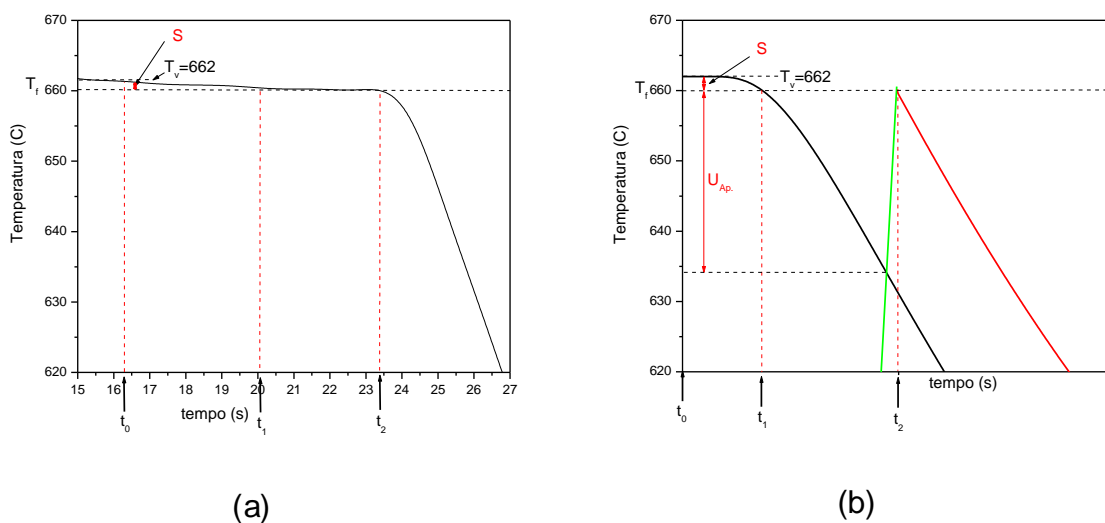 670
S
T_v=662
T_f
660
650
640
630
620
Temperatura (C)
15 16 17 18 19 20 21 22 23 24 25 26 27
tempo (s)
t_0
t_1
t_2
(a)
670
S
T_v=662
T_f
660
U_Ap.
650
640
630
620
Temperatura (C)
tempo (s)
t_0
t_1
t_2
(b)